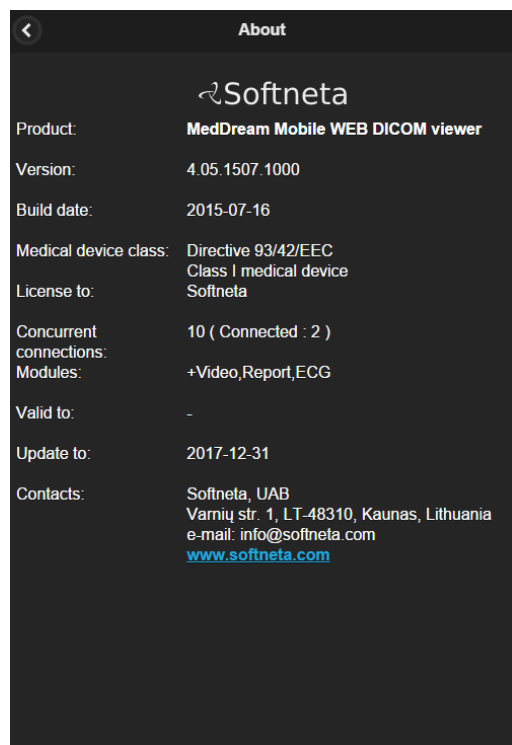 About
Softneta
Product: MedDream Mobile WEB DICOM viewer
Version: 4.05.1507.1000
Build date: 2015-07-16
Medical device class: Directive 93/42/EEC
Class I medical device
License to: Softneta
Concurrent 10 ( Connected : 2 )
connections:
Modules: +Video,Report,ECG
Valid to: -
Update to: 2017-12-31
Contacts: Softneta, UAB
Varnių str. 1, LT-48310, Kaunas, Lithuania
e-mail: info@softneta.com
www.softneta.com